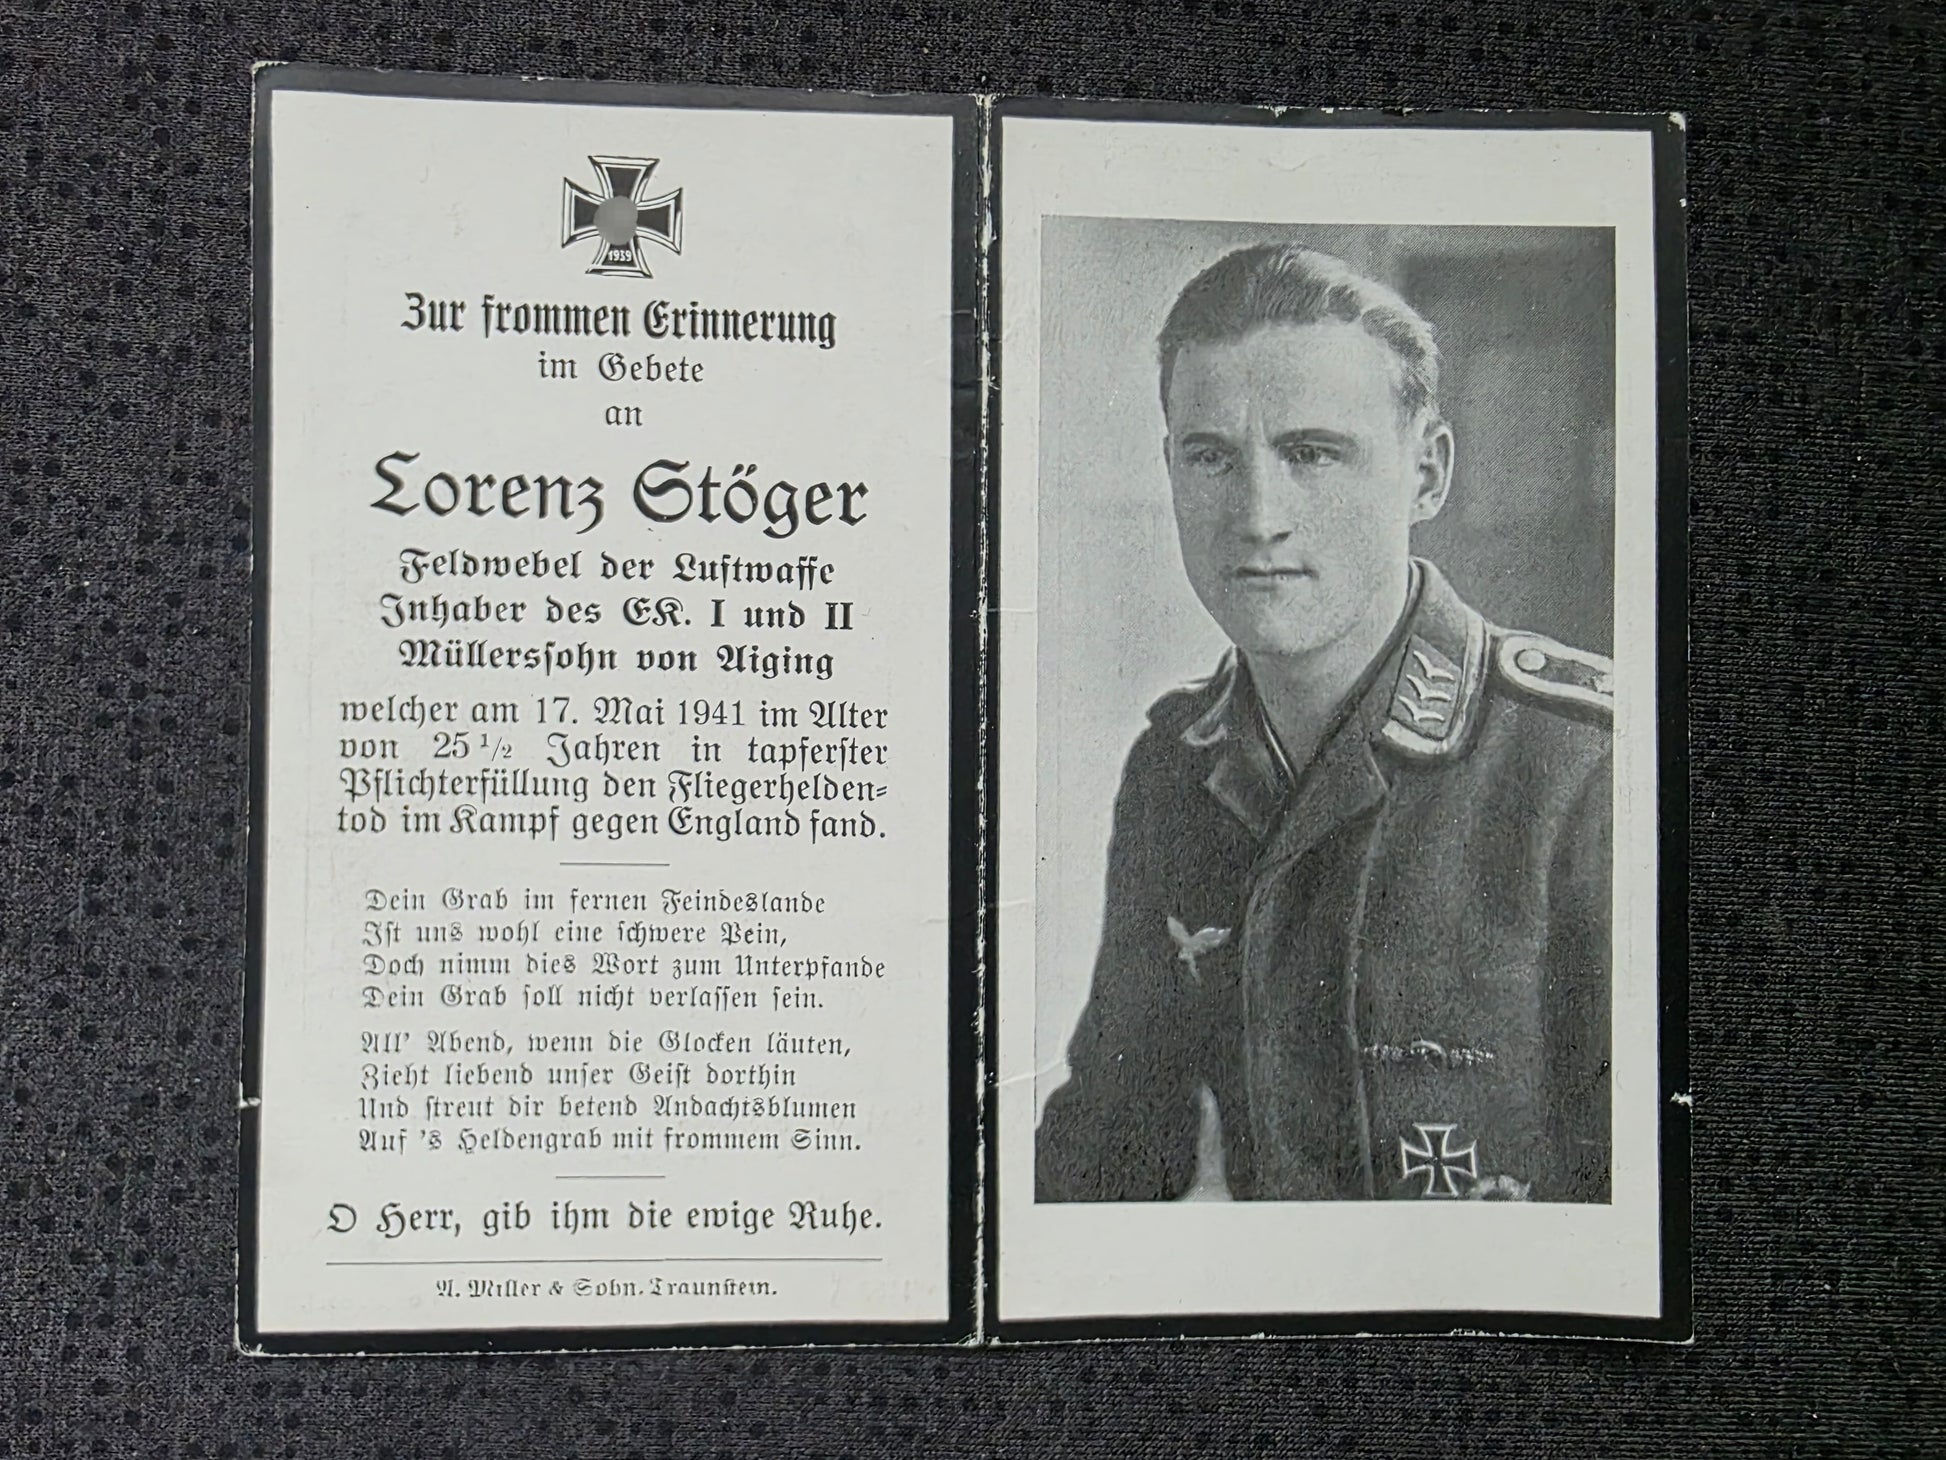 1939
Zur frommen Erinnerung
im Gebete
an
Lorenz Stöger
Feldwebel der Luftwaffe
Inhaber des EK. I und II
Müllerssohn von Aiging
welcher am 17. Mai 1941 im Alter
von 25 1/2 Jahren in tapferster
Pflichterfüllung den Fliegerhelden=
tod im Kampf gegen England fand.
Dein Grab im fernen Feindeslande
Ist uns wohl eine schwere Pein,
Doch nimm dies Wort zum Unterpfande
Dein Grab soll nicht verlassen sein.
All' Abend, wenn die Glocken läuten,
Zieht liebend unser Geist dorthin
Und streut dir betend Andachtsblumen
Auf 's Heldengrab mit frommem Sinn.
O Herr, gib ihm die ewige Ruhe.
A. Miller & Sohn. Traunstein.